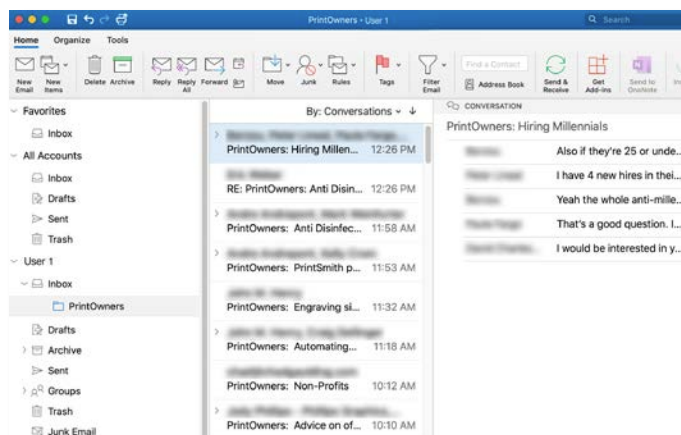 PrintOwners • User 1
Search
Home Organize Tools
New Email
New Items
Delete
Archive
Reply
Reply All
Forward
Move
Junk
Rules
Tags
Filter Email
Find a Contact
Address Book
Send & Receive
Get Add-ins
Send to OneNote
Favorites
Inbox
All Accounts
Inbox
Drafts
Sent
Trash
User 1
Inbox
PrintOwners
Drafts
Archive
Sent
Groups
Trash
Junk Email
By: Conversations
PrintOwners: Hiring Millen... 12:26 PM
RE: PrintOwners: Anti Disin... 12:26 PM
PrintOwners: Anti Disinfec... 11:58 AM
PrintOwners: PrintSmith p... 11:53 AM
PrintOwners: Engraving si... 11:32 AM
PrintOwners: Automating... 11:18 AM
PrintOwners: Non-Profits 10:12 AM
PrintOwners: Advice on of... 10:10 AM
CONVERSATION
PrintOwners: Hiring Millennials
Also if they're 25 or unde...
I have 4 new hires in thei...
Yeah the whole anti-mille...
That's a good question. I...
I would be interested in y...